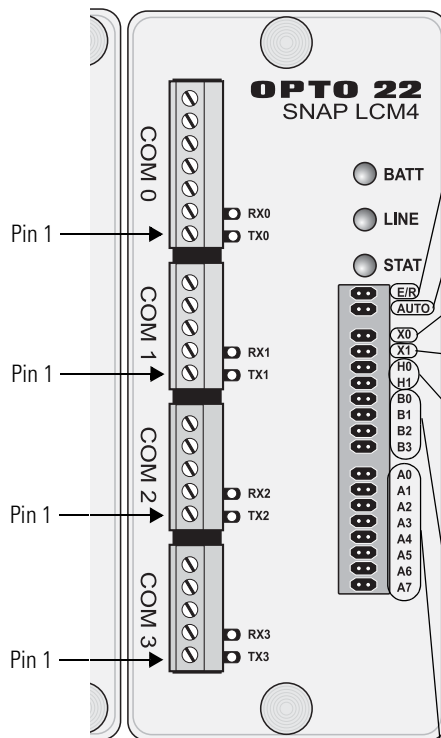 OPTO 22
SNAP LCM4
BATT
LINE
STAT
COM 0
RX0
TX0
Pin 1
COM 1
RX1
TX1
Pin 1
COM 2
RX2
TX2
Pin 1
COM 3
RX3
TX3
Pin 1
E/R
AUTO
X0
X1
H0
H1
B0
B1
B2
B3
A0
A1
A2
A3
A4
A5
A6
A7